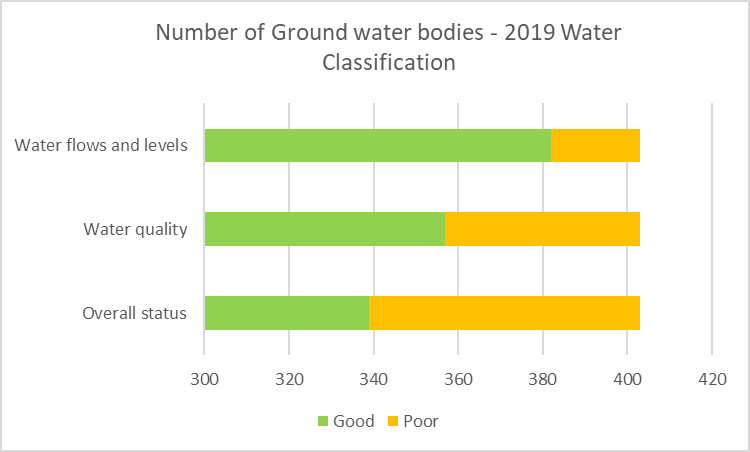 Number of Ground water bodies - 2019 Water
Classification
Water flows and levels
Water quality
Overall status
300 320 340 360 380 400 420
Good Poor